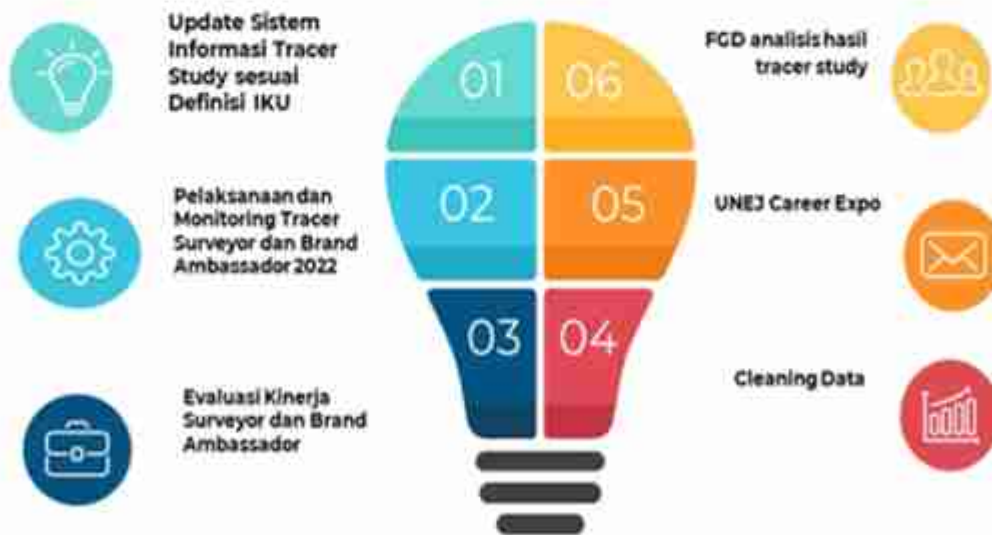 Update Sistem
Informasi Tracer
Study sesuai
Definisi IKU
01
Pelaksanaan dan
Monitoring Tracer
Surveyor dan Brand
Ambassador 2022
02
Evaluasi Kinerja
Surveyor dan Brand
Ambassador
03
04
Cleaning Data
05
UNEJ Career Expo
06
FGD analisis hasil
tracer study